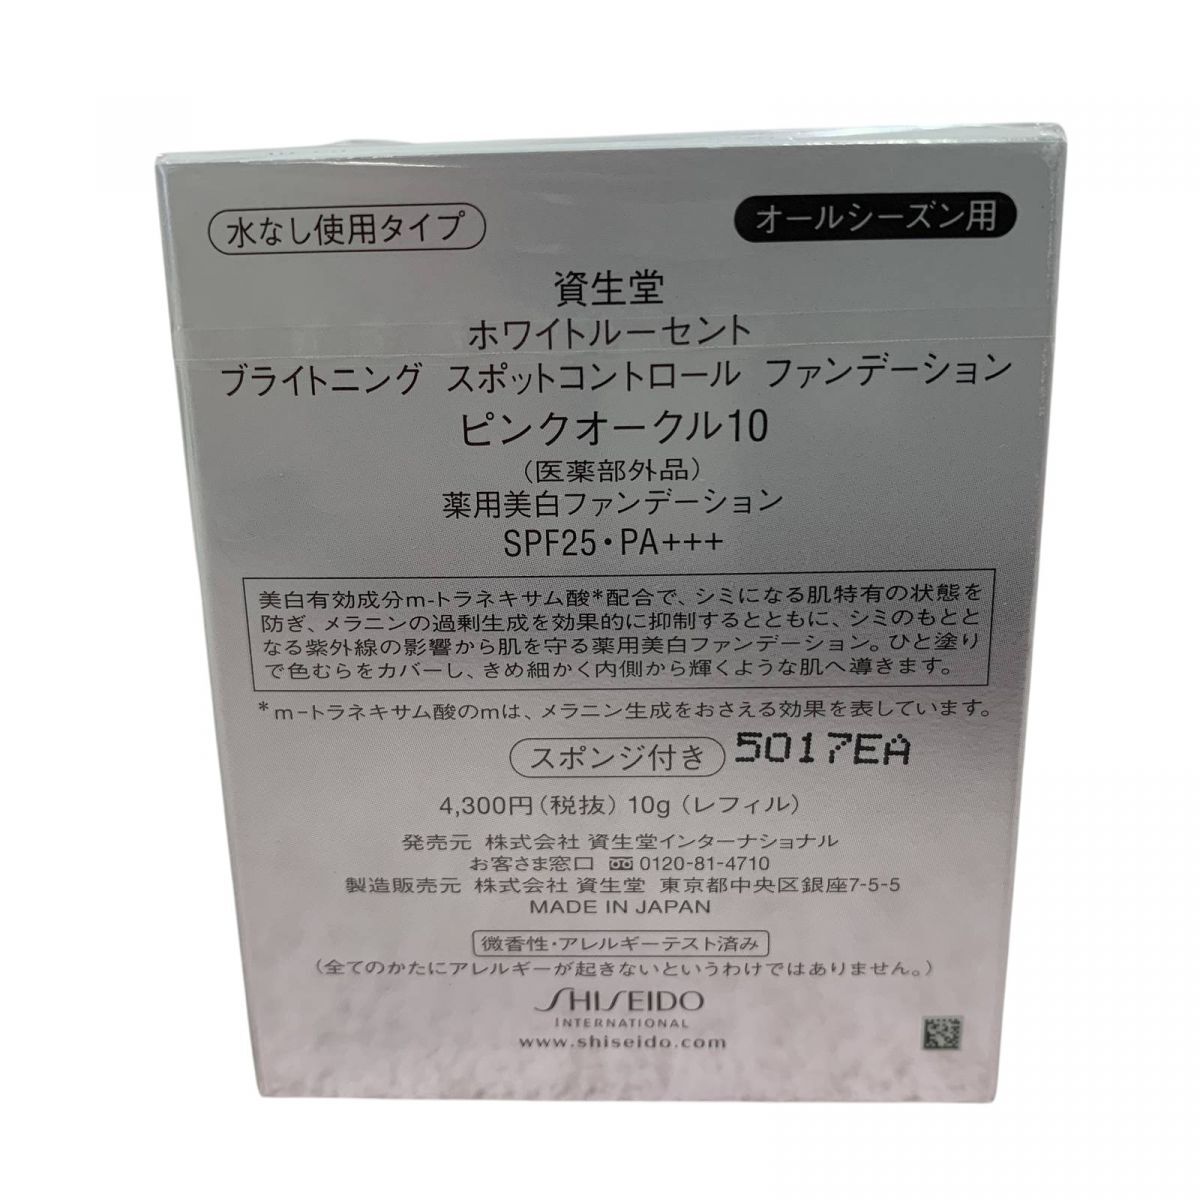 水なし使用タイプ
オールシーズン用
資生堂
ホワイトルーセント
ブライトニング スポットコントロール ファンデーション
ピンクオークル10
(医薬部外品)
薬用美白ファンデーション
SPF25・PA+++
美白有効成分m-トラネキサム酸*配合で、シミになる肌特有の状態を
防ぎ、メラニンの過剰生成を効果的に抑制するとともに、シミのもとと
なる紫外線の影響から肌を守る薬用美白ファンデーション。ひと塗り
で色むらをカバーし、きめ細かく内側から輝くような肌へ導きます。
*m-トラネキサム酸のmは、メラニン生成をおさえる効果を表しています。
スポンジ付き 5017EA
4,300円(税抜) 10g(レフィル)
発売元 株式会社 資生堂インターナショナル
お客さま窓口 0120-81-4710
製造販売元 株式会社 資生堂 東京都中央区銀座7-5-5
MADE IN JAPAN
微香性・アレルギーテスト済み
(全てのかたにアレルギーが起きないというわけではありません。)
SHISEIDO
INTERNATIONAL
www.shiseido.com